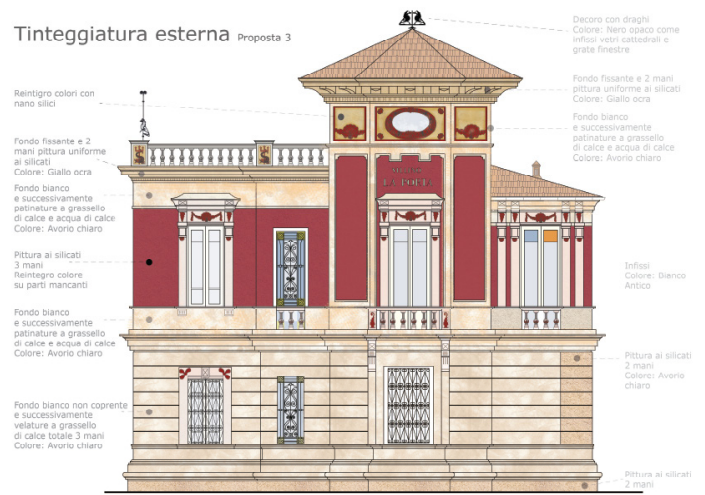 Tinteggiatura esterna Proposta 3
Reintigro colori con
nano silici
Fondo fissante e 2
mani pittura uniforme
ai silicati
Colore: Giallo ocra
Fondo bianco
e successivamente
patinature a grassello
di calce e acqua di calce
Colore: Avorio chiaro
Pittura ai silicati
3 mani
Reintegro colore
su parti mancanti
Fondo bianco
e successivamente
patinature a grassello
di calce e acqua di calce
Colore: Avorio chiaro
Fondo bianco non coprente
e successivamente
velature a grassello
di calce totale 3 mani
Colore: Avorio chiaro
Decoro con draghi
Colore: Nero opaco come
infissi vetri cattedrali e
grate finestre
Fondo fissante e 2 mani
pittura uniforme ai silicati
Colore: Giallo ocra
Fondo bianco
e successivamente
patinature a grassello
di calce e acqua di calce
Colore: Avorio chiaro
Infissi
Colore: Bianco
Antico
Pittura ai silicati
2 mani
Colore: Avorio
chiaro
Pittura ai silicati
2 mani